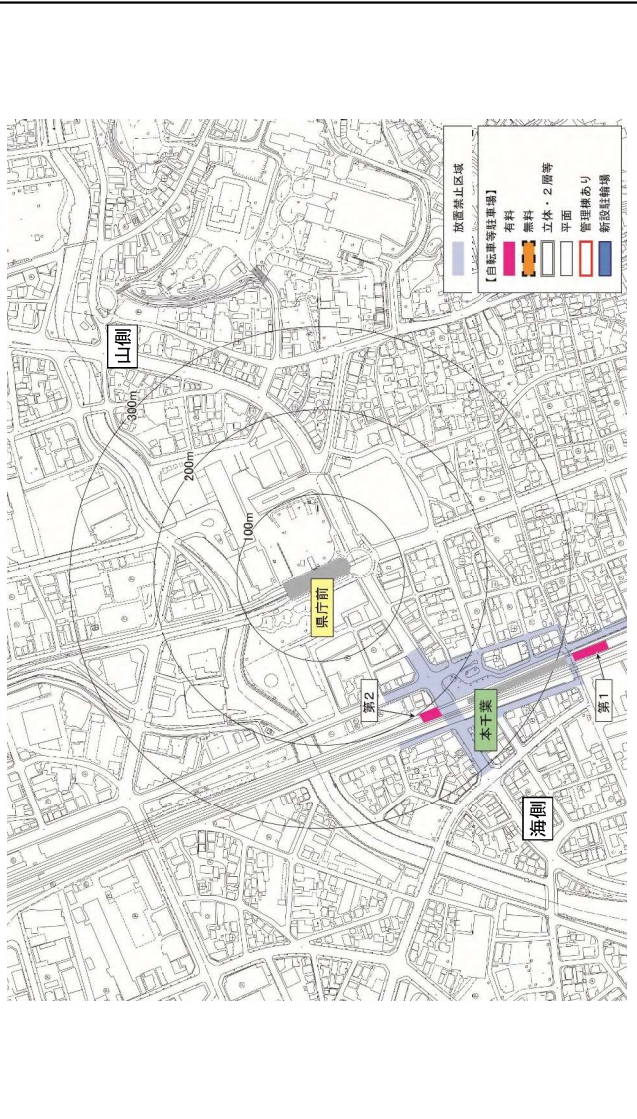 山側
300m
200m
100m
県庁前
第2
本千葉
第1
海側
放置禁止区域
【自転車等駐車場】
有料
無料
立体・2層等
平面
管理棟あり
新設駐輪場